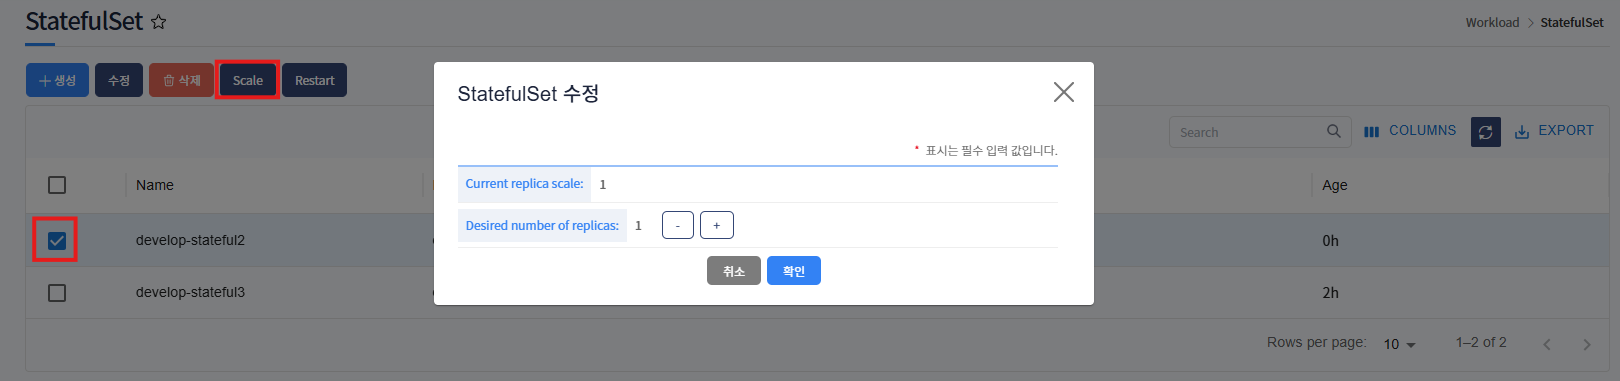 StatefulSet
Workload > StatefulSet
+ 생성 수정 삭제 Scale Restart
StatefulSet 수정
Search COLUMNS EXPORT
* 표시는 필수 입력 값입니다.
Name Age
Current replica scale: 1
Desired number of replicas: 1 - +
develop-stateful2 0h
취소 확인
develop-stateful3 2h
Rows per page: 10 1–2 of 2